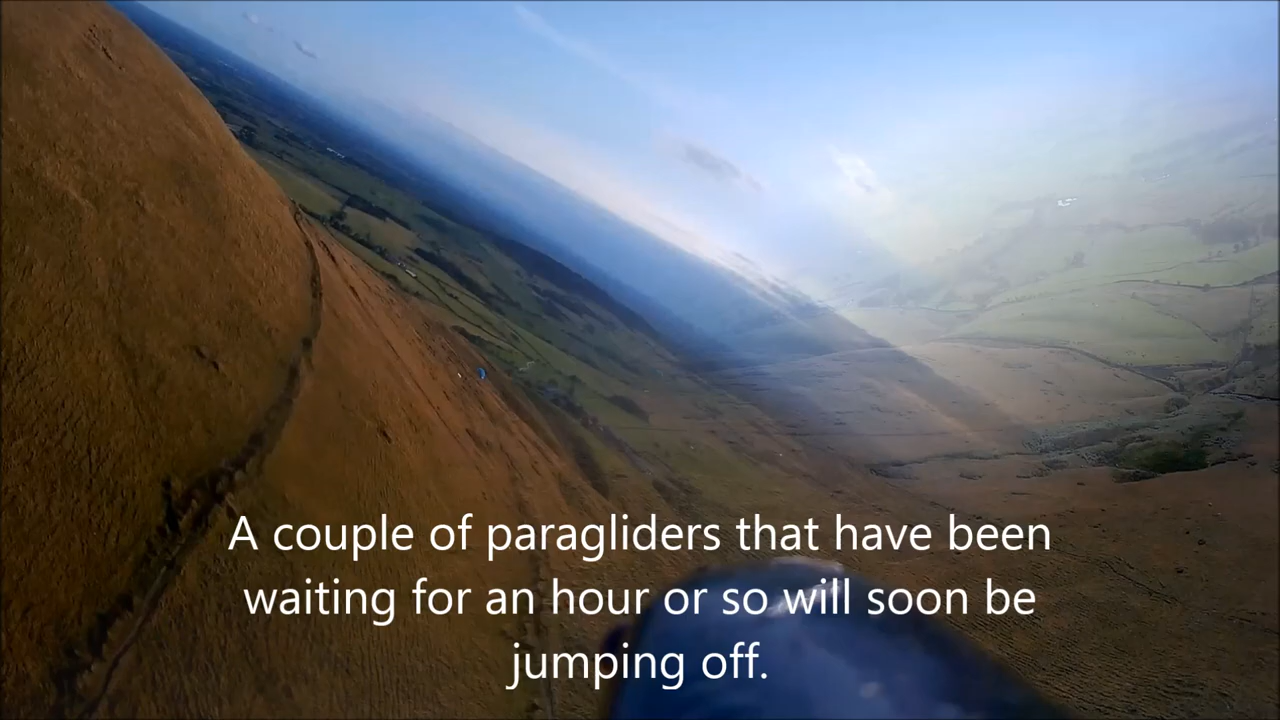 A couple of paragliders that have been
waiting for an hour or so will soon be
jumping off.